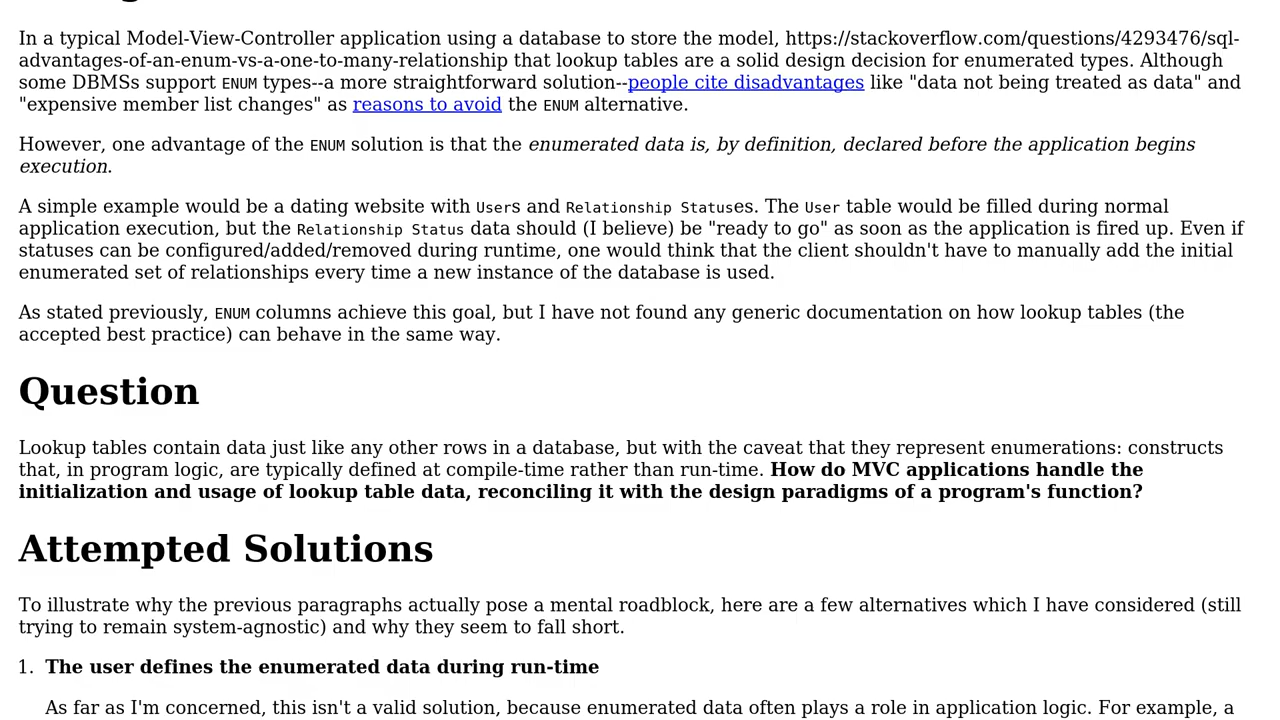 In a typical Model-View-Controller application using a database to store the model, https://stackoverflow.com/questions/4293476/sql-
advantages-of-an-enum-vs-a-one-to-many-relationship that lookup tables are a solid design decision for enumerated types. Although
some DBMSs support ENUM types--a more straightforward solution--people cite disadvantages like "data not being treated as data" and
"expensive member list changes" as reasons to avoid the ENUM alternative.
However, one advantage of the ENUM solution is that the enumerated data is, by definition, declared before the application begins
execution.
A simple example would be a dating website with Users and Relationship Statuses. The User table would be filled during normal
application execution, but the Relationship Status data should (I believe) be "ready to go" as soon as the application is fired up. Even if
statuses can be configured/added/removed during runtime, one would think that the client shouldn't have to manually add the initial
enumerated set of relationships every time a new instance of the database is used.
As stated previously, ENUM columns achieve this goal, but I have not found any generic documentation on how lookup tables (the
accepted best practice) can behave in the same way.
Question
Lookup tables contain data just like any other rows in a database, but with the caveat that they represent enumerations: constructs
that, in program logic, are typically defined at compile-time rather than run-time. How do MVC applications handle the
initialization and usage of lookup table data, reconciling it with the design paradigms of a program's function?
Attempted Solutions
To illustrate why the previous paragraphs actually pose a mental roadblock, here are a few alternatives which I have considered (still
trying to remain system-agnostic) and why they seem to fall short.
1. The user defines the enumerated data during run-time
As far as I'm concerned, this isn't a valid solution, because enumerated data often plays a role in application logic. For example, a